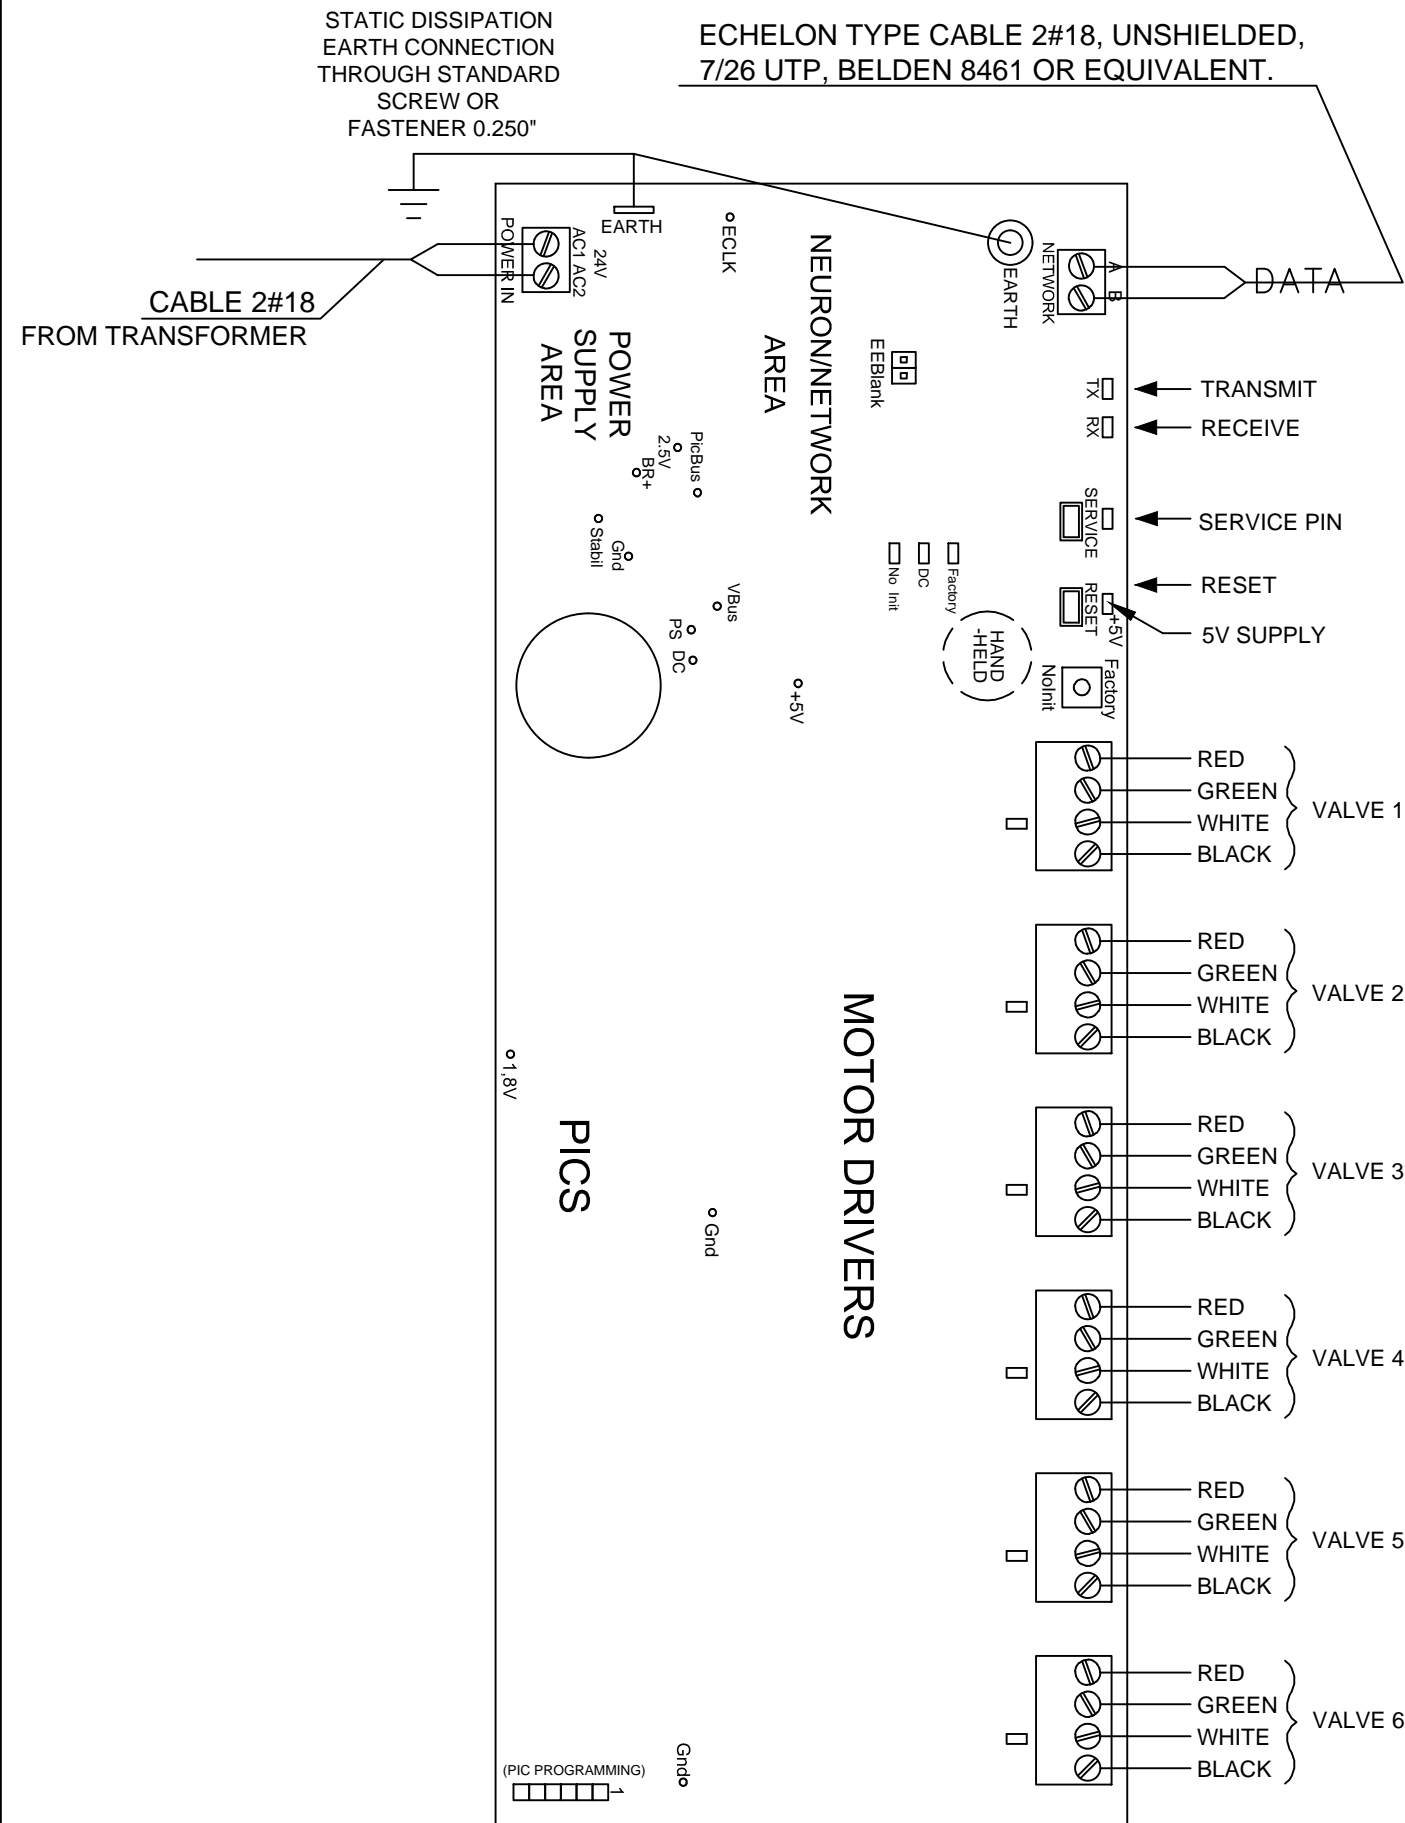 STATIC DISSIPATION
EARTH CONNECTION
THROUGH STANDARD
SCREW OR
FASTENER 0.250"
ECHELON TYPE CABLE 2#18, UNSHIELDED,
7/26 UTP, BELDEN 8461 OR EQUIVALENT.
CABLE 2#18
FROM TRANSFORMER
POWER IN
AC1 AC2
24V
EARTH
ECLK
EARTH
NETWORK
A
B
DATA
POWER
SUPPLY
AREA
NEURON/NETWORK
AREA
EEBlank
TX
TRANSMIT
RX
RECEIVE
PicBus
2.5V
BR+
Stabil
Gnd
SERVICE
SERVICE PIN
No Init
DC
Factory
RESET
RESET
+5V
5V SUPPLY
VBus
PS DC
+5V
HAND
-HELD
Factory
NoInit
RED
GREEN
WHITE
BLACK
VALVE 1
RED
GREEN
WHITE
BLACK
VALVE 2
MOTOR DRIVERS
1,8V
PICS
RED
GREEN
WHITE
BLACK
VALVE 3
Gnd
RED
GREEN
WHITE
BLACK
VALVE 4
RED
GREEN
WHITE
BLACK
VALVE 5
RED
GREEN
WHITE
BLACK
VALVE 6
Gnd
(PIC PROGRAMMING)
1